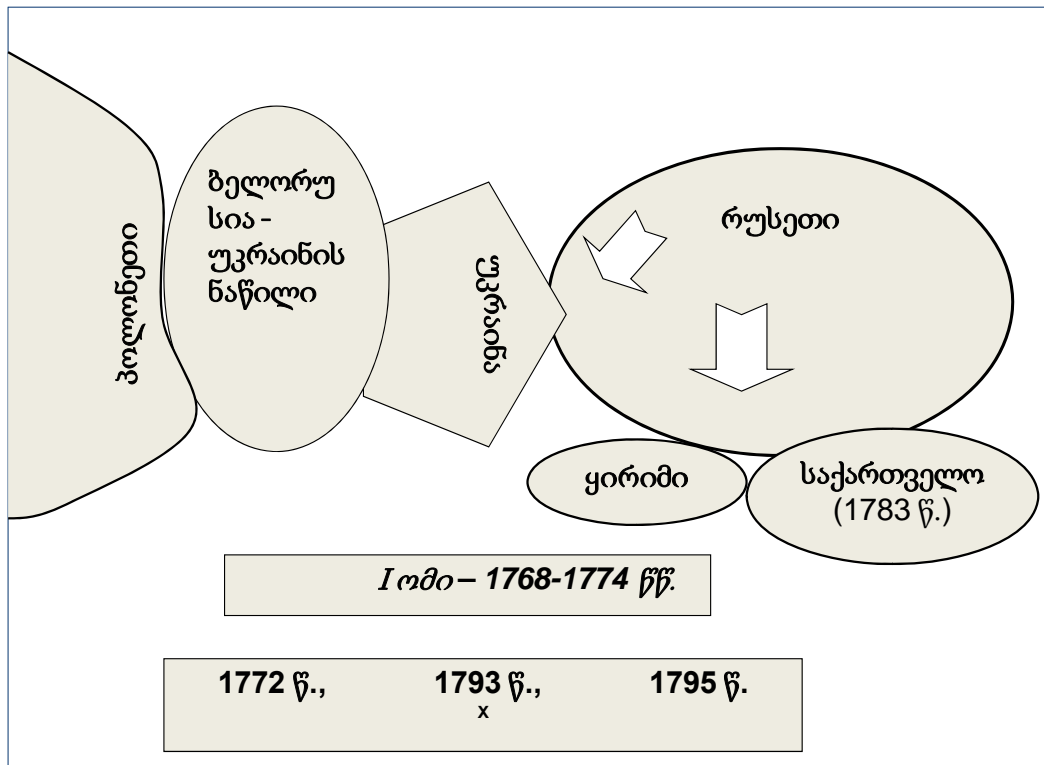 ბელორუ
სია -
უკრაინის
ნაწილი
პოლონეთი
უკრაინა
რუსეთი
ყირიმი
საქართველო
(1783 წ.)
I ომი – 1768-1774 წწ.
1772 წ., 1793 წ., 1795 წ.
x